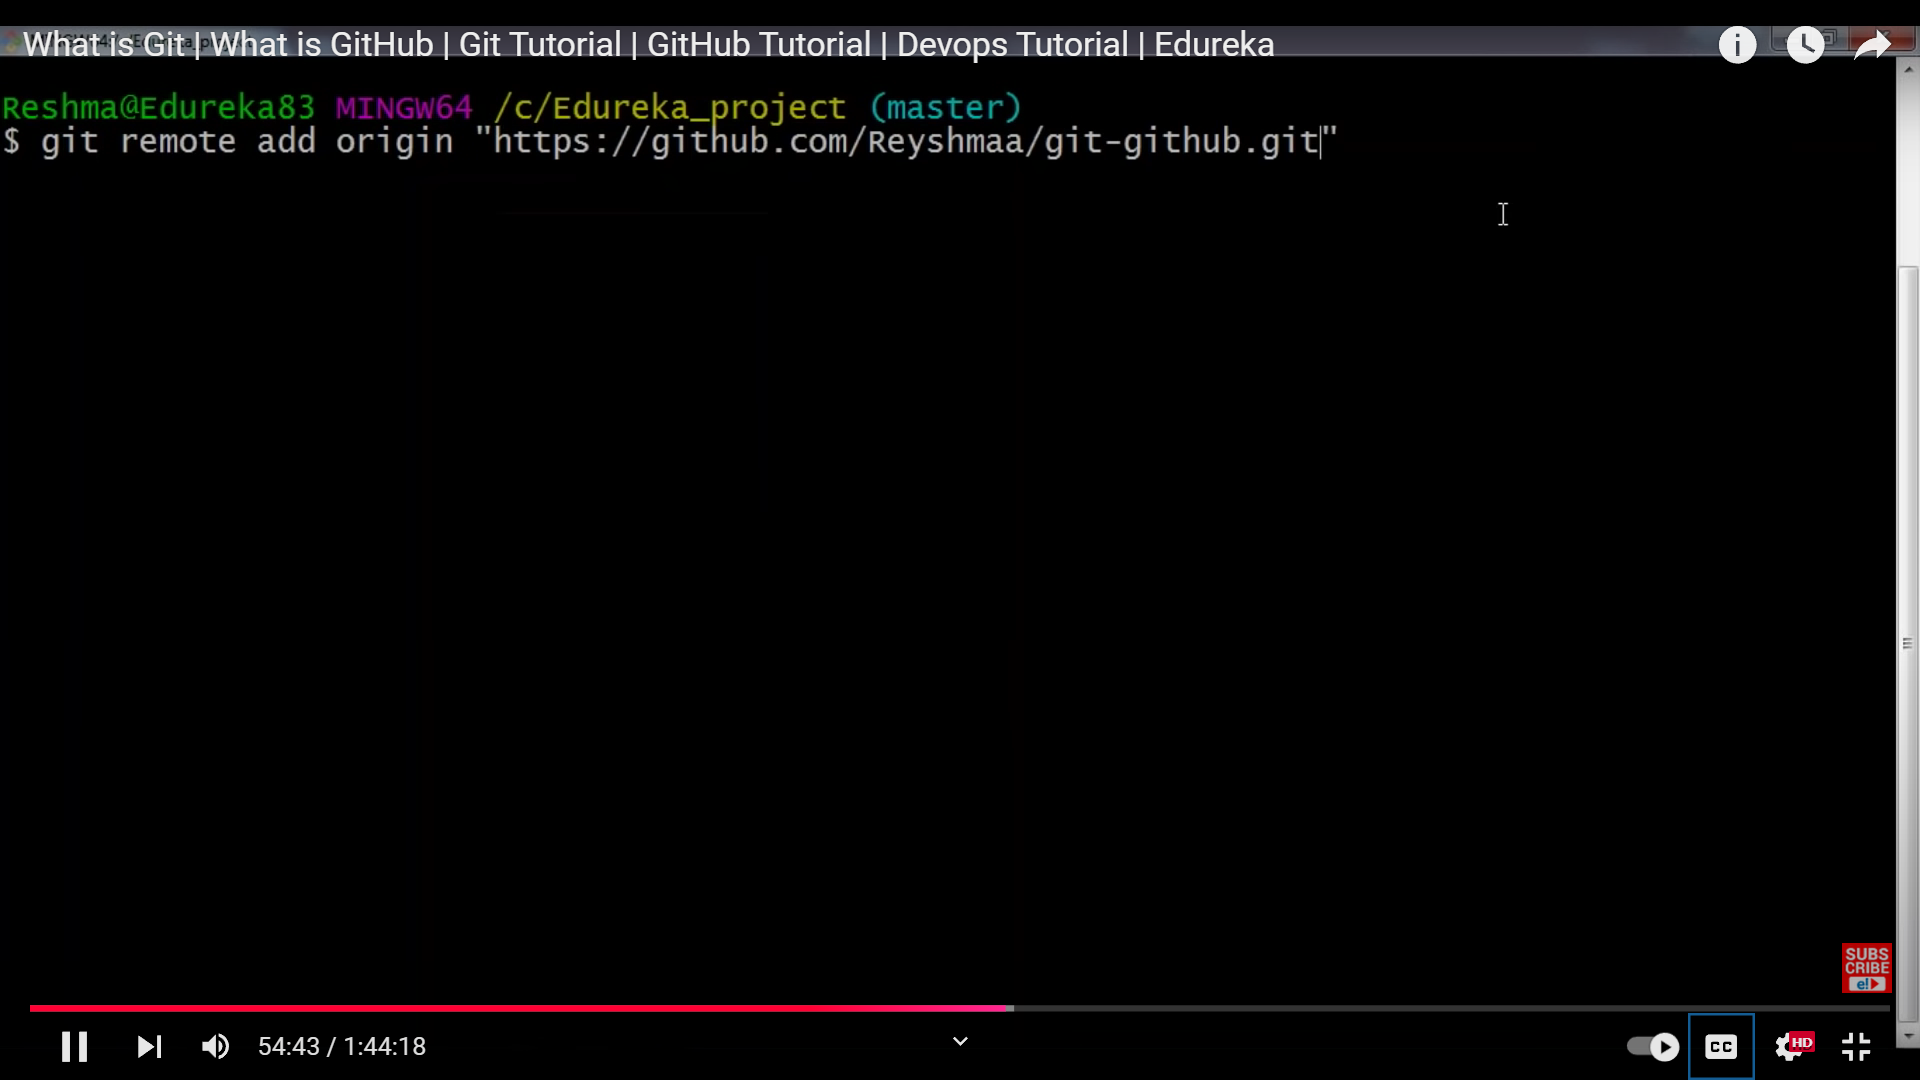 What is Git | What is GitHub | Git Tutorial | GitHub Tutorial | Devops Tutorial | Edureka
Reshma@Edureka83 MINGW64 /c/Edureka_project (master)
$ git remote add origin "https://github.com/Reyshmaa/git-github.git"
SUBS
CRIBE
e!
54:43 / 1:44:18
CC
HD